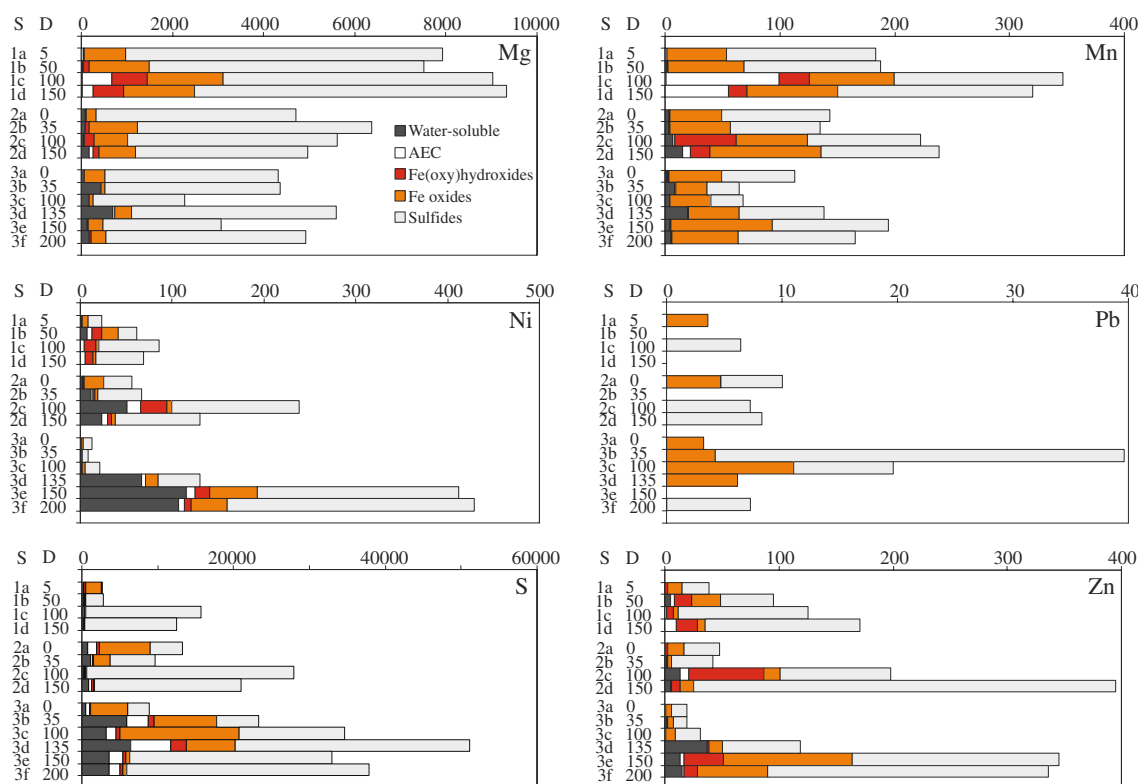 S D 0 2000 4000 6000 8000 10000
Mg
1a 5
1b 50
1c 100
1d 150
2a 0
2b 35
2c 100
2d 150
3a 0
3b 35
3c 100
3d 135
3e 150
3f 200
Water-soluble
AEC
Fe(oxy)hydroxides
Fe oxides
Sulfides
S D 0 100 200 300 400
Mn
1a 5
1b 50
1c 100
1d 150
2a 0
2b 35
2c 100
2d 150
3a 0
3b 35
3c 100
3d 135
3e 150
3f 200
S D 0 100 200 300 400 500
Ni
1a 5
1b 50
1c 100
1d 150
2a 0
2b 35
2c 100
2d 150
3a 0
3b 35
3c 100
3d 135
3e 150
3f 200
S D 0 10 20 30 40
Pb
1a 5
1b 50
1c 100
1d 150
2a 0
2b 35
2c 100
2d 150
3a 0
3b 35
3c 100
3d 135
3e 150
3f 200
S D 0 20000 40000 60000
S
1a 5
1b 50
1c 100
1d 150
2a 0
2b 35
2c 100
2d 150
3a 0
3b 35
3c 100
3d 135
3e 150
3f 200
S D 0 100 200 300 400
Zn
1a 5
1b 50
1c 100
1d 150
2a 0
2b 35
2c 100
2d 150
3a 0
3b 35
3c 100
3d 135
3e 150
3f 200